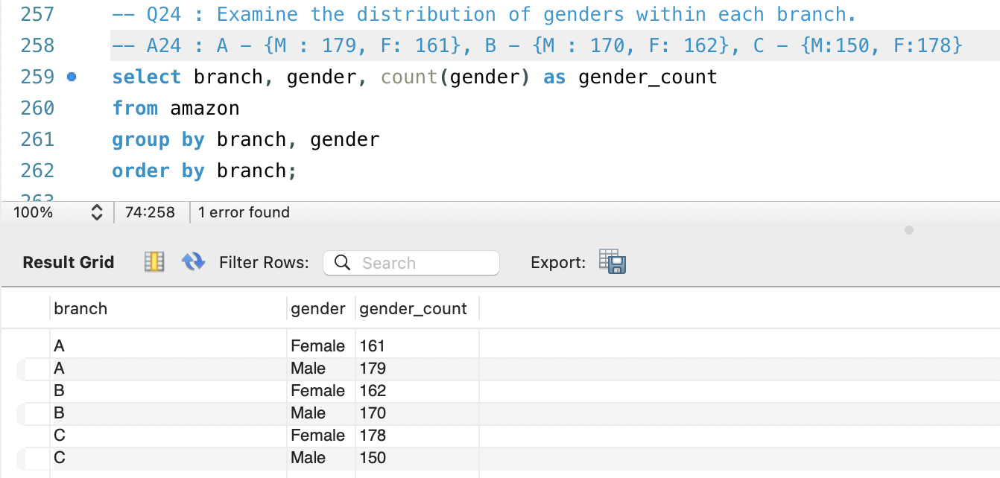 257 -- Q24 : Examine the distribution of genders within each branch.
258 -- A24 : A - {M : 179, F: 161}, B - {M : 170, F: 162}, C - {M:150, F:178}
259 select branch, gender, count(gender) as gender_count
260 from amazon
261 group by branch, gender
262 order by branch;
263
100% 74:258 1 error found
Result Grid Filter Rows: Search Export:
branch gender gender_count
A Female 161
A Male 179
B Female 162
B Male 170
C Female 178
C Male 150